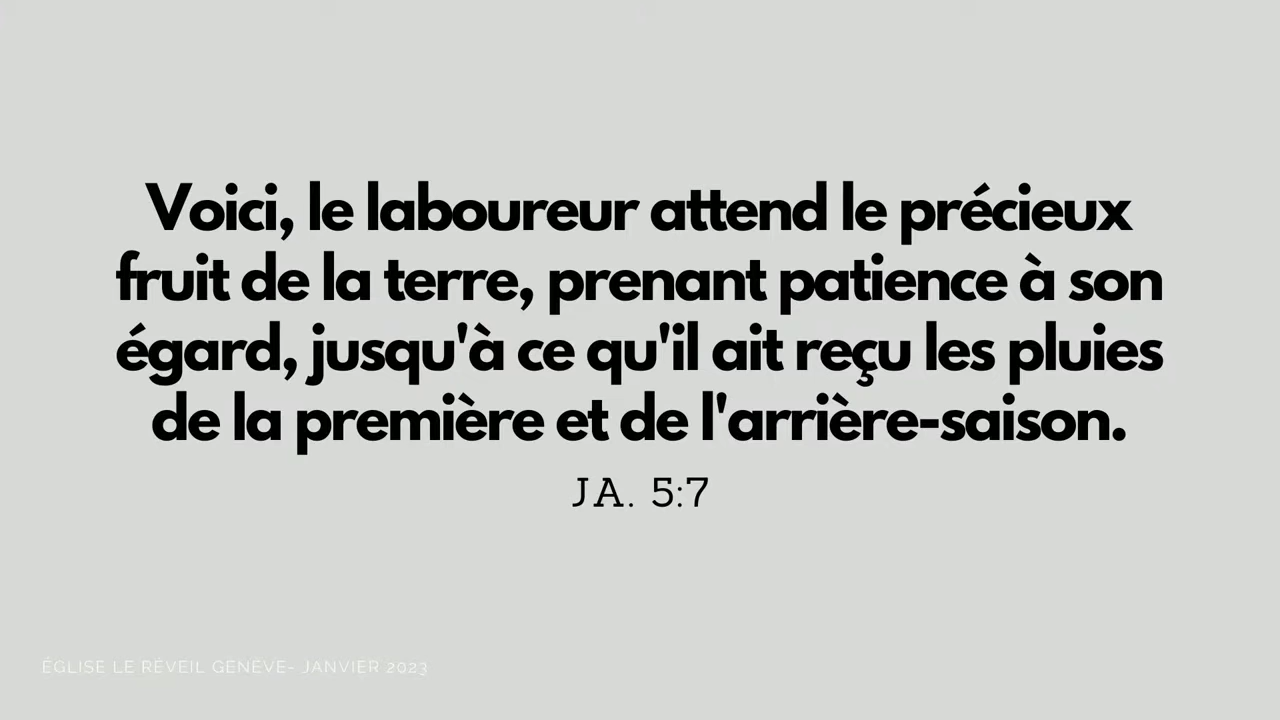 Voici, le laboureur attend le précieux
fruit de la terre, prenant patience à son
égard, jusqu'à ce qu'il ait reçu les pluies
de la première et de l'arrière-saison.
JA. 5:7
ÉGLISE LE RÉVEIL GENÈVE- JANVIER 2023